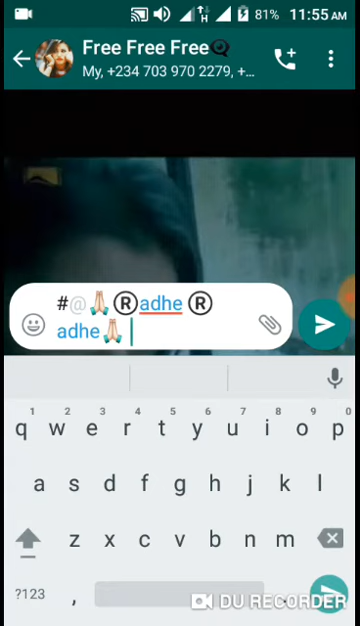 H 81% 11:55 AM
Free Free Free
My, +234 703 970 2279, +...
#@🙏🏻®adhe ®
adhe🙏🏻
1 2 3 4 5 6 7 8 9 0
q w e r t y u i o p
a s d f g h j k l
z x c v b n m
?123 , .
DU RECORDER